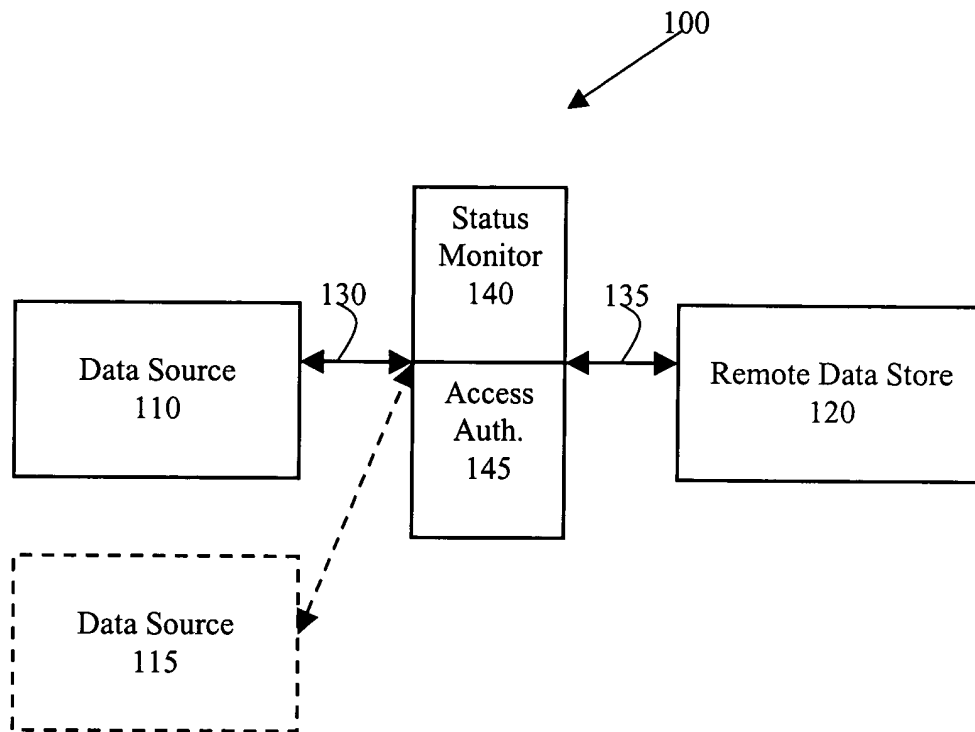 100
Status
Monitor
140
130
135
Data Source
110
Remote Data Store
120
Access
Auth.
145
Data Source
115